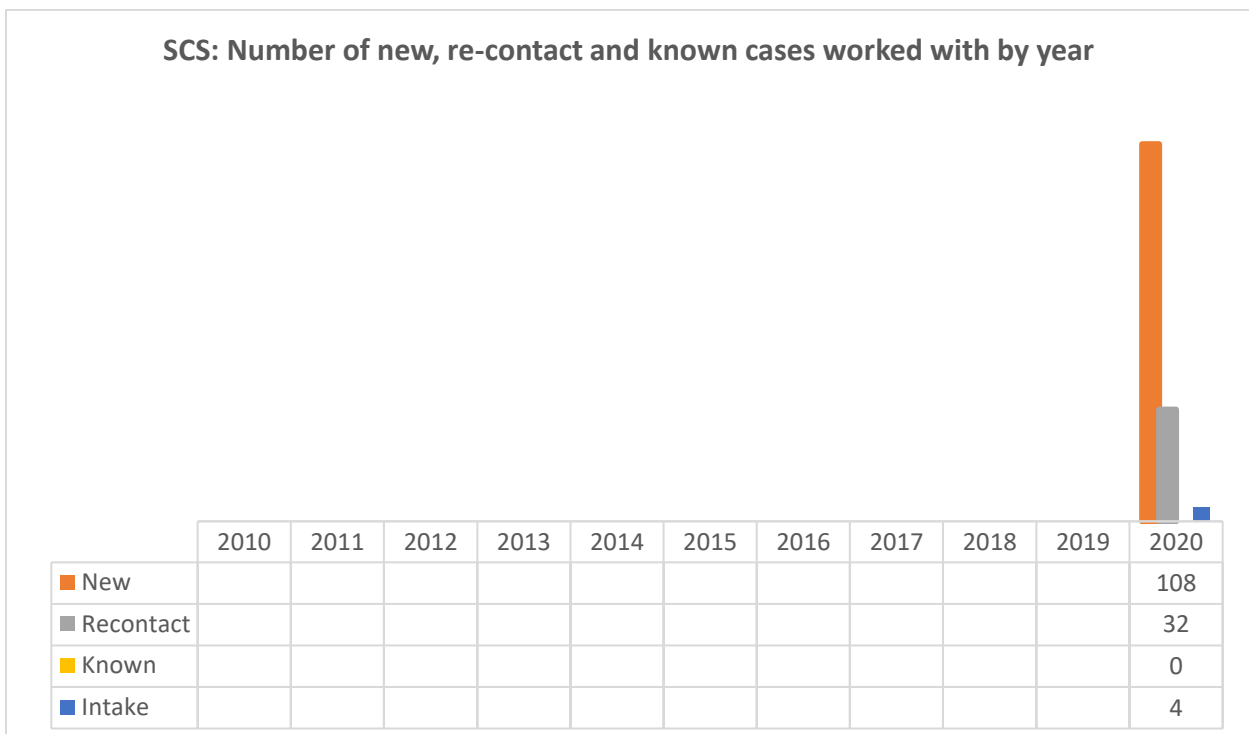 SCS: Number of new, re-contact and known cases worked with by year
2010 2011 2012 2013 2014 2015 2016 2017 2018 2019 2020
New 108
Recontact 32
Known 0
Intake 4